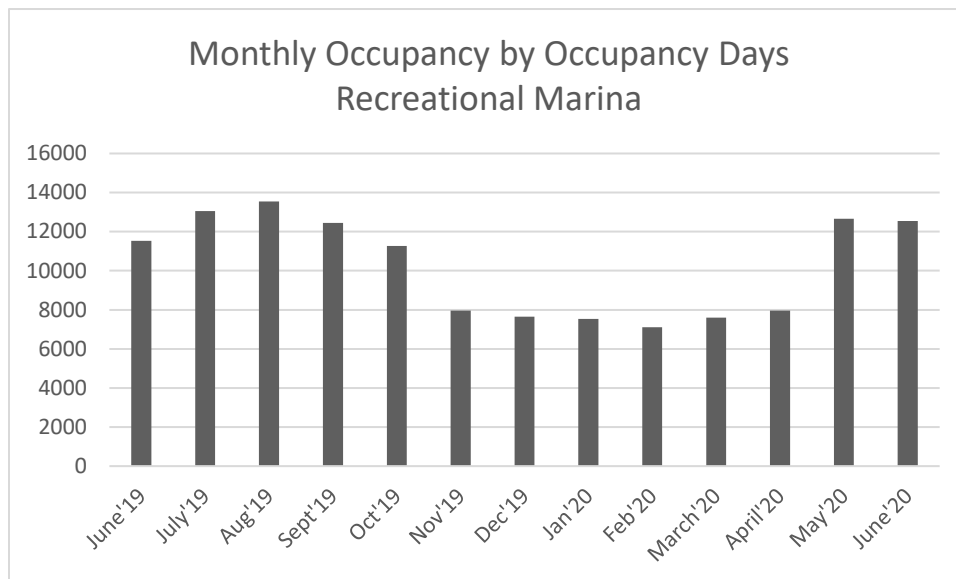 Monthly Occupancy by Occupancy Days
Recreational Marina
16000
14000
12000
10000
8000
6000
4000
2000
0
June'19
July'19
Aug'19
Sept'19
Oct'19
Nov'19
Dec'19
Jan'20
Feb'20
March'20
April'20
May'20
June'20